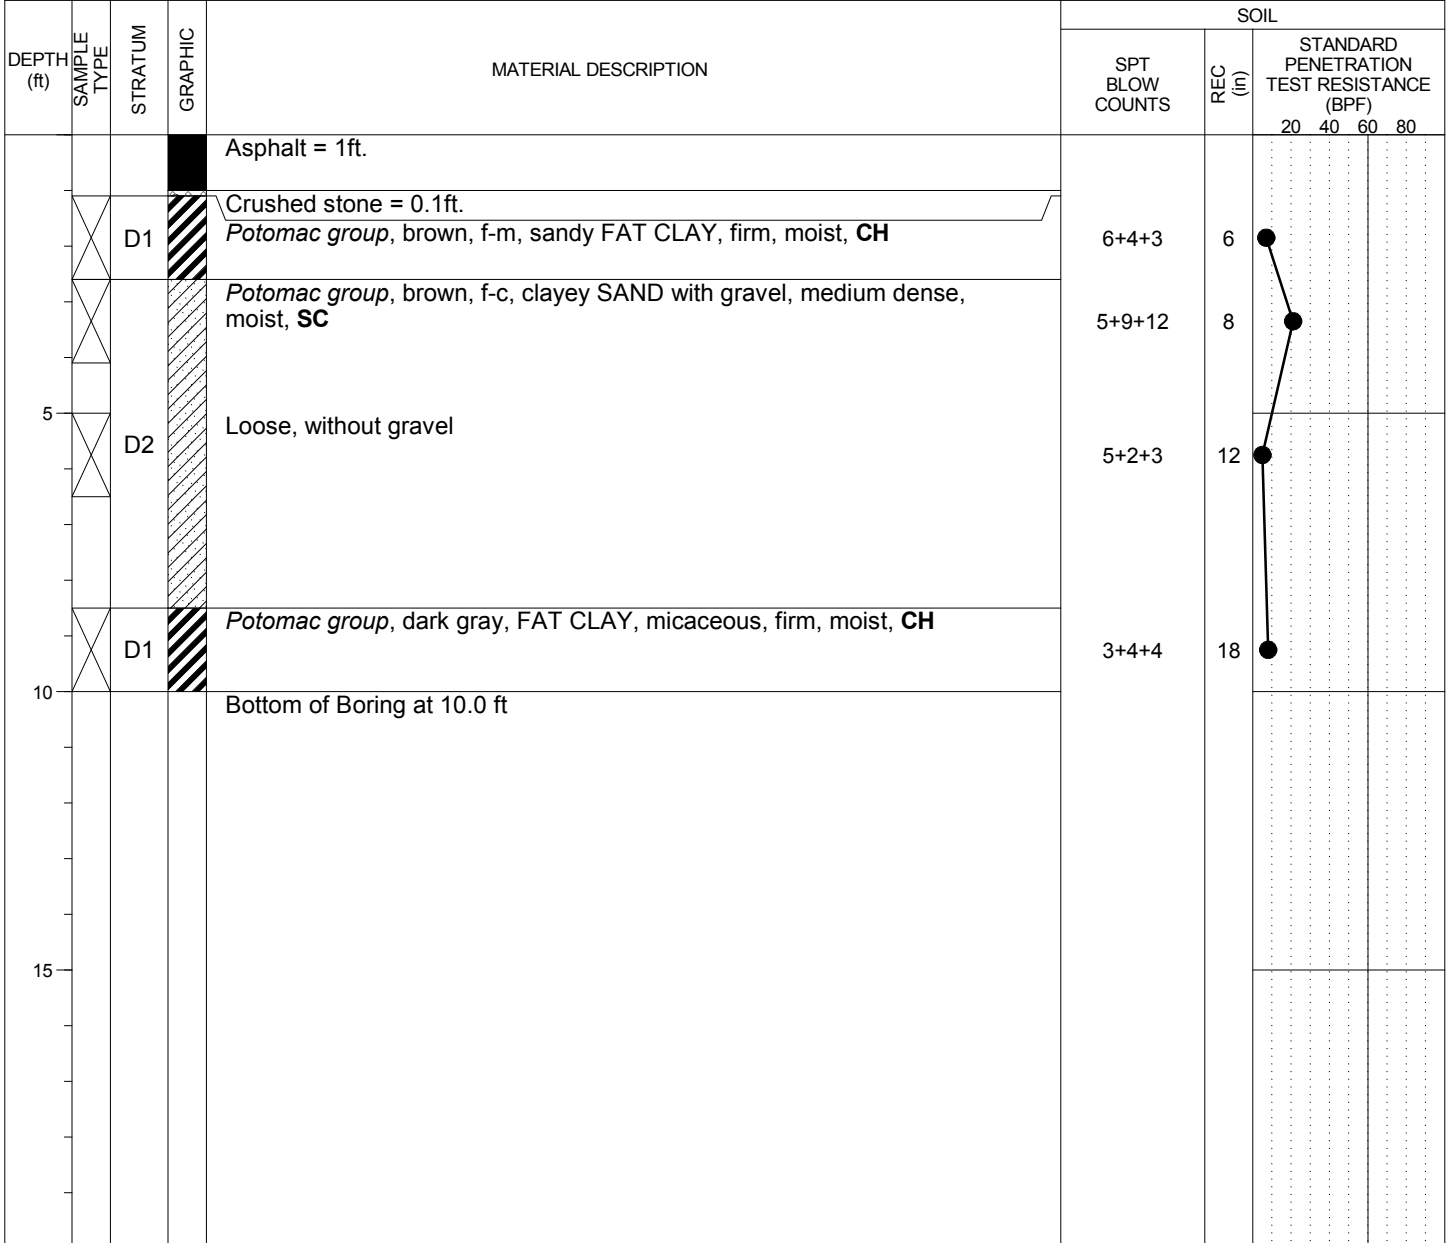 SOIL
DEPTH
(ft)
SAMPLE
TYPE
STRATUM
GRAPHIC
MATERIAL DESCRIPTION
SPT
BLOW
COUNTS
REC
(in)
STANDARD
PENETRATION
TEST RESISTANCE
(BPF)
20 40 60 80
Asphalt = 1ft.
Crushed stone = 0.1ft.
D1
Potomac group, brown, f-m, sandy FAT CLAY, firm, moist, CH
6+4+3
6
Potomac group, brown, f-c, clayey SAND with gravel, medium dense,
moist, SC
5+9+12
8
5
Loose, without gravel
D2
5+2+3
12
Potomac group, dark gray, FAT CLAY, micaceous, firm, moist, CH
D1
3+4+4
18
10
Bottom of Boring at 10.0 ft
15